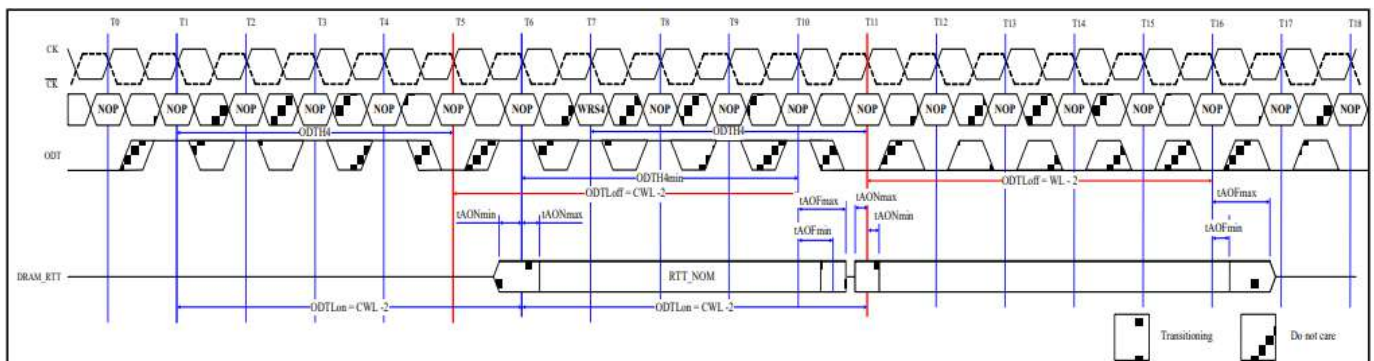 T0 T1 T2 T3 T4 T5 T6 T7 T8 T9 T10 T11 T12 T13 T14 T15 T16 T17 T18
CK
CK
NOP NOP NOP NOP NOP NOP NOP WRS4 NOP NOP NOP NOP NOP NOP NOP NOP NOP NOP NOP
ODTH4 ODTH4
ODT
ODTH4min ODTLoff = WL - 2
ODTLoff = CWL -2
tAOFmax tAONmax tAOFmax
tAONmin tAONmax
tAOFmin tAONmin tAOFmin
DRAM_RTT RTT_NOM
ODTLon = CWL -2 ODTLon = CWL -2
Transitioning Do not care